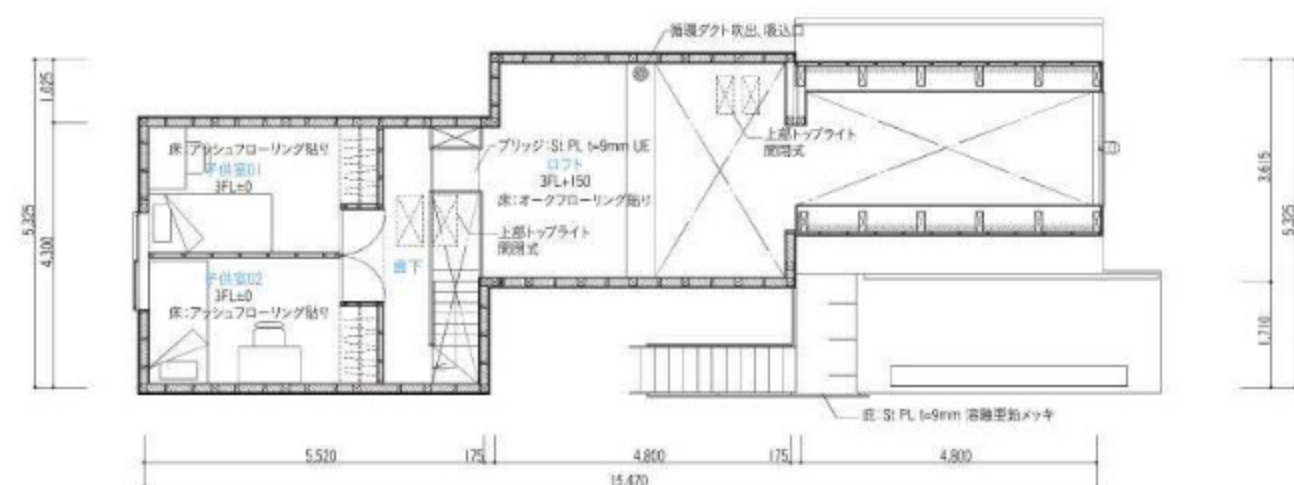 循環ダクト吹出、吸込口
床:アッシュフローリング貼り
子供室01
3FL±0
ブリッジ:St PL t=9mm UE
ロフト
3FL+150
床:オークフローリング貼り
上部トップライト
開閉式
上部トップライト
開閉式
廊下
子供室02
3FL±0
床:アッシュフローリング貼り
庇:St PL t=9mm 溶融亜鉛メッキ
1,025
5,325
4,300
3,615
5,325
1,710
5,520
175
4,800
175
4,800
15,470